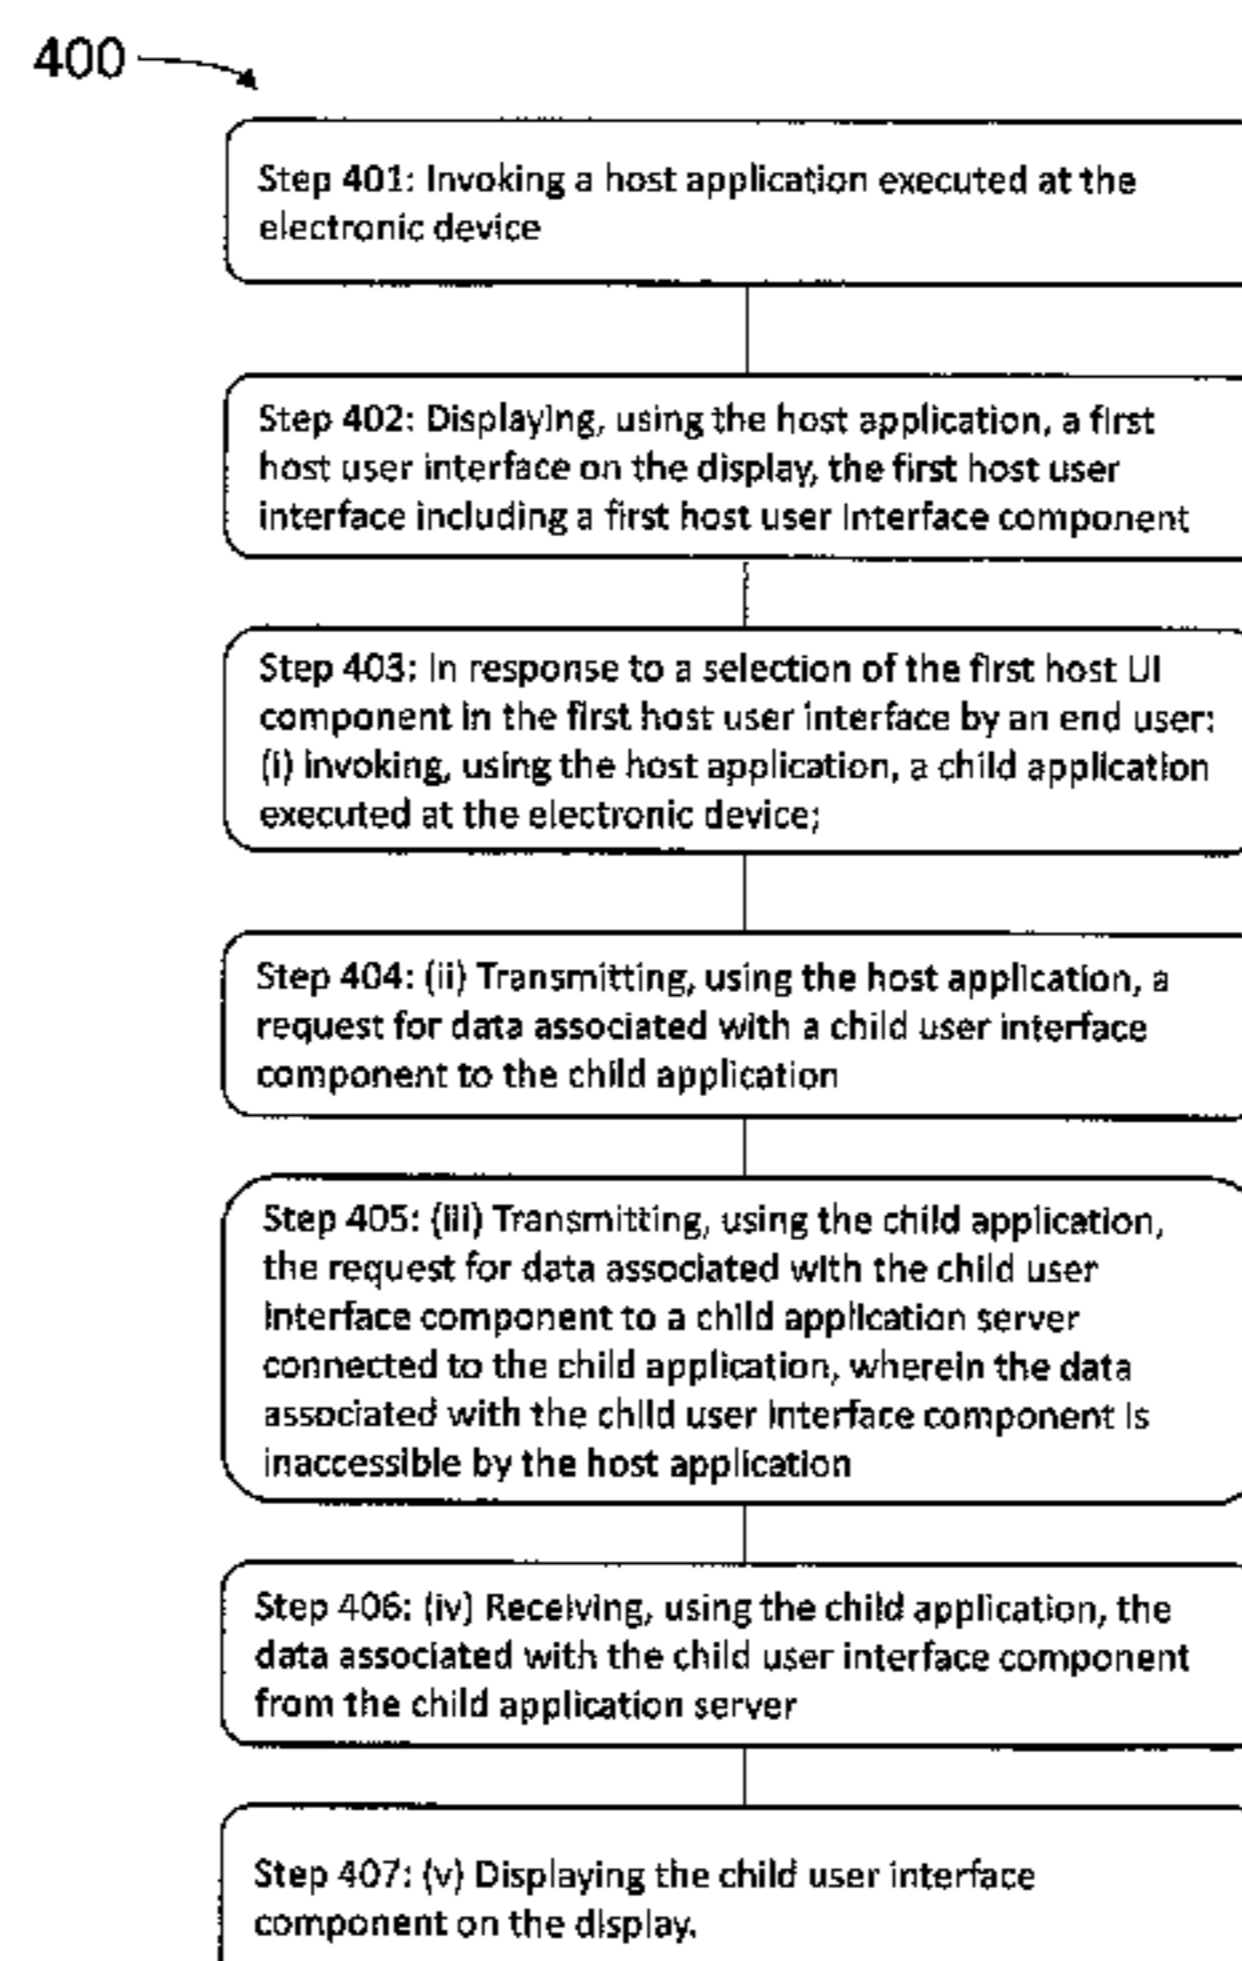 400
Step 401: Invoking a host application executed at the
electronic device
Step 402: Displaying, using the host application, a first
host user interface on the display, the first host user
interface including a first host user interface component
Step 403: In response to a selection of the first host UI
component in the first host user interface by an end user:
(i) invoking, using the host application, a child application
executed at the electronic device;
Step 404: (ii) Transmitting, using the host application, a
request for data associated with a child user interface
component to the child application
Step 405: (iii) Transmitting, using the child application,
the request for data associated with the child user
interface component to a child application server
connected to the child application, wherein the data
associated with the child user interface component is
inaccessible by the host application
Step 406: (iv) Receiving, using the child application, the
data associated with the child user interface component
from the child application server
Step 407: (v) Displaying the child user interface
component on the display.